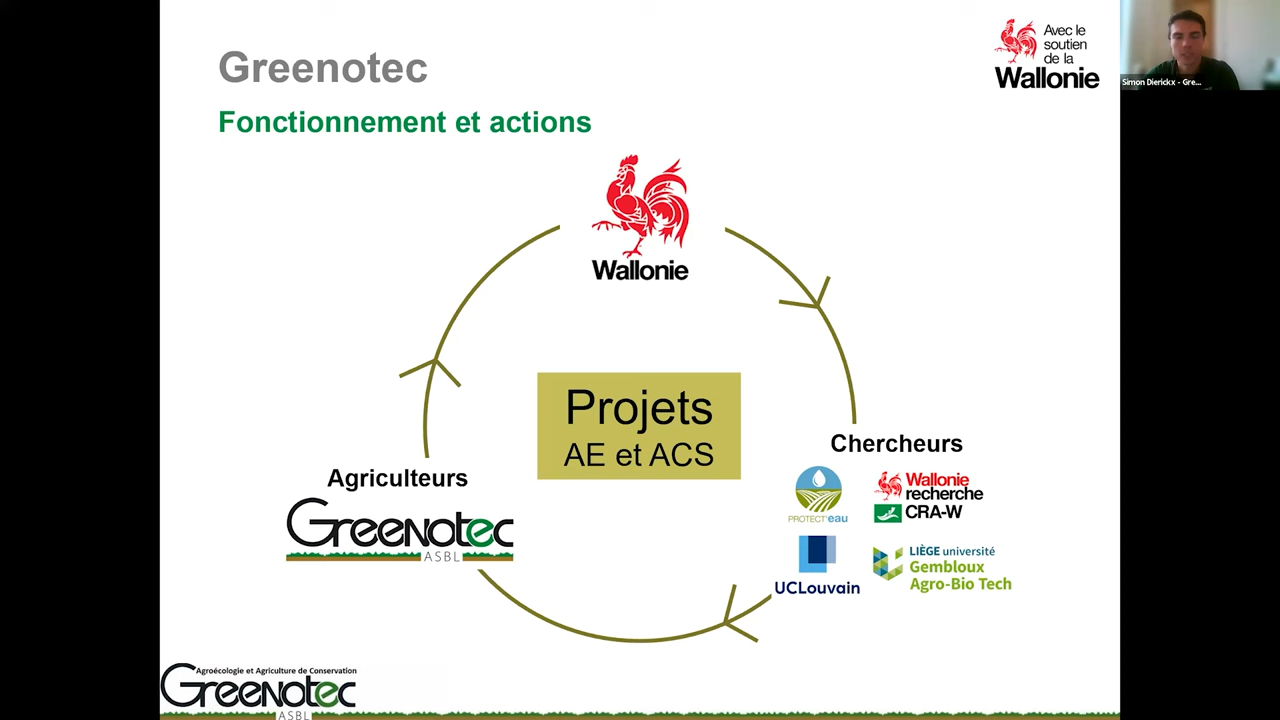 Greenotec
Fonctionnement et actions
Avec le
soutien
de la
Wallonie
Simon Dierickx - Gre...
Wallonie
Projets
AE et ACS
Chercheurs
PROTECT'eau
Wallonie
recherche
CRA-W
UCLouvain
LIÈGE université
Gembloux
Agro-Bio Tech
Agriculteurs
GREENOTEC
ASBL
Agroécologie et Agriculture de Conservation
GREENOTEC
ASBL